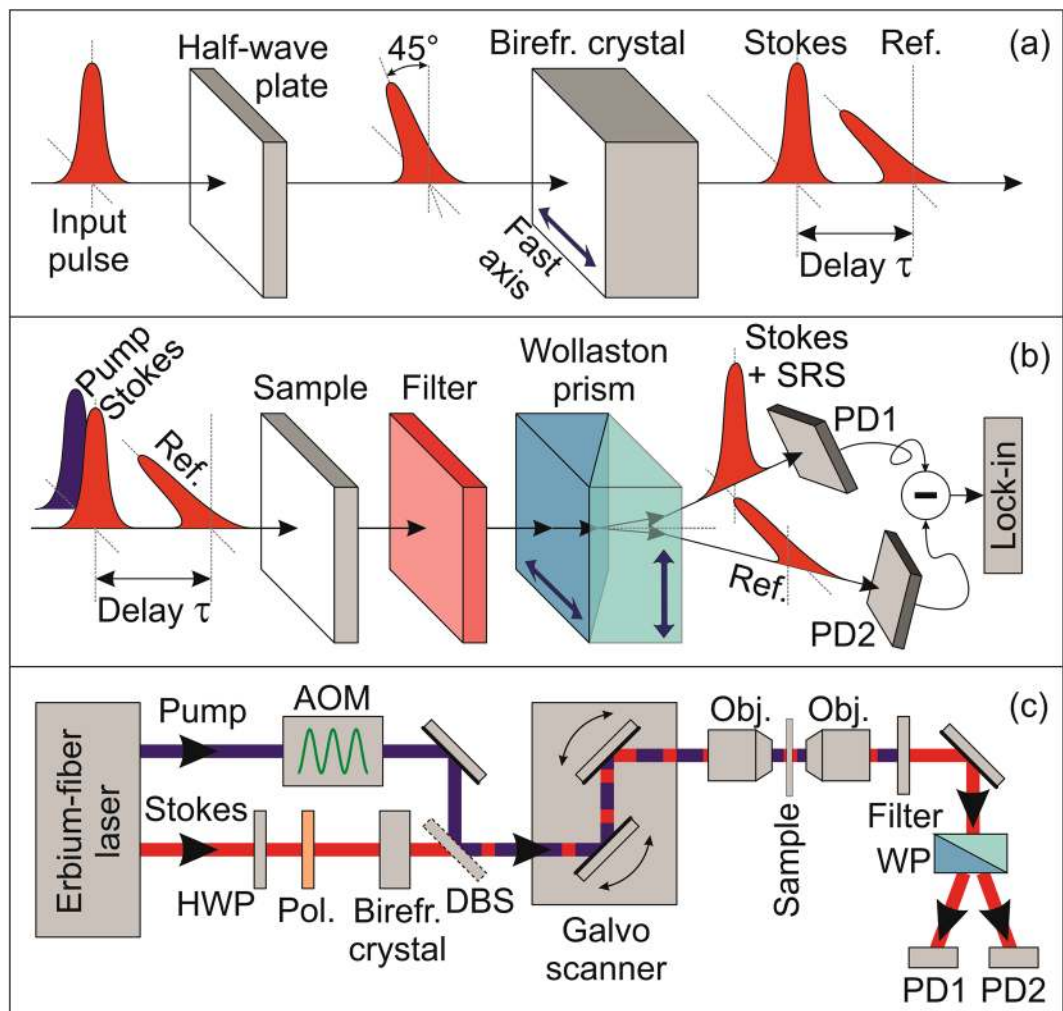 (a)
Half-wave
plate
45°
Birefr. crystal
Stokes
Ref.
Input
pulse
Fast
axis
Delay τ
(b)
Pump
Stokes
Ref.
Sample
Filter
Wollaston
prism
Stokes
+ SRS
PD1
Lock-in
Delay τ
Ref.
PD2
(c)
Erbium-fiber
laser
Pump
AOM
Stokes
HWP
Pol.
Birefr.
crystal
DBS
Galvo
scanner
Obj.
Obj.
Sample
Filter
WP
PD1
PD2